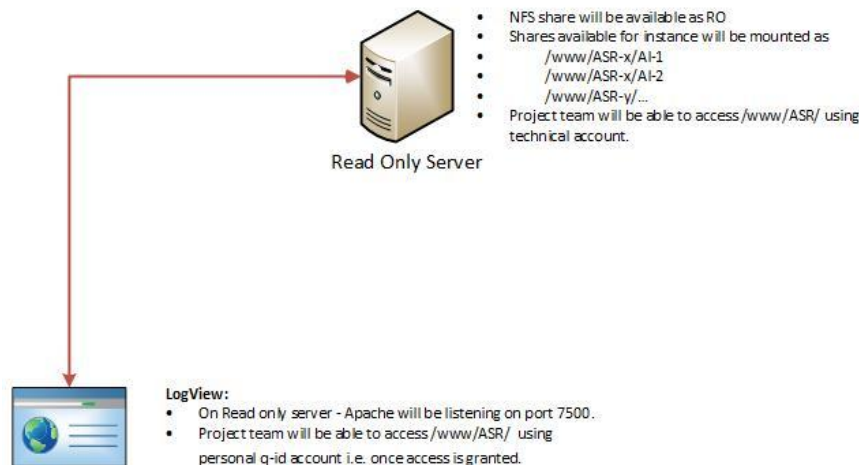 • NFS share will be available as RO
• Shares available for instance will be mounted as
• /www/ASR-x/AI-1
• /www/ASR-x/AI-2
• /www/ASR-y/...
• Project team will be able to access /www/ASR/ using
technical account.
Read Only Server
LogView:
• On Read only server - Apache will be listening on port 7500.
• Project team will be able to access /www/ASR/ using
personal q-id account i.e. once access is granted.